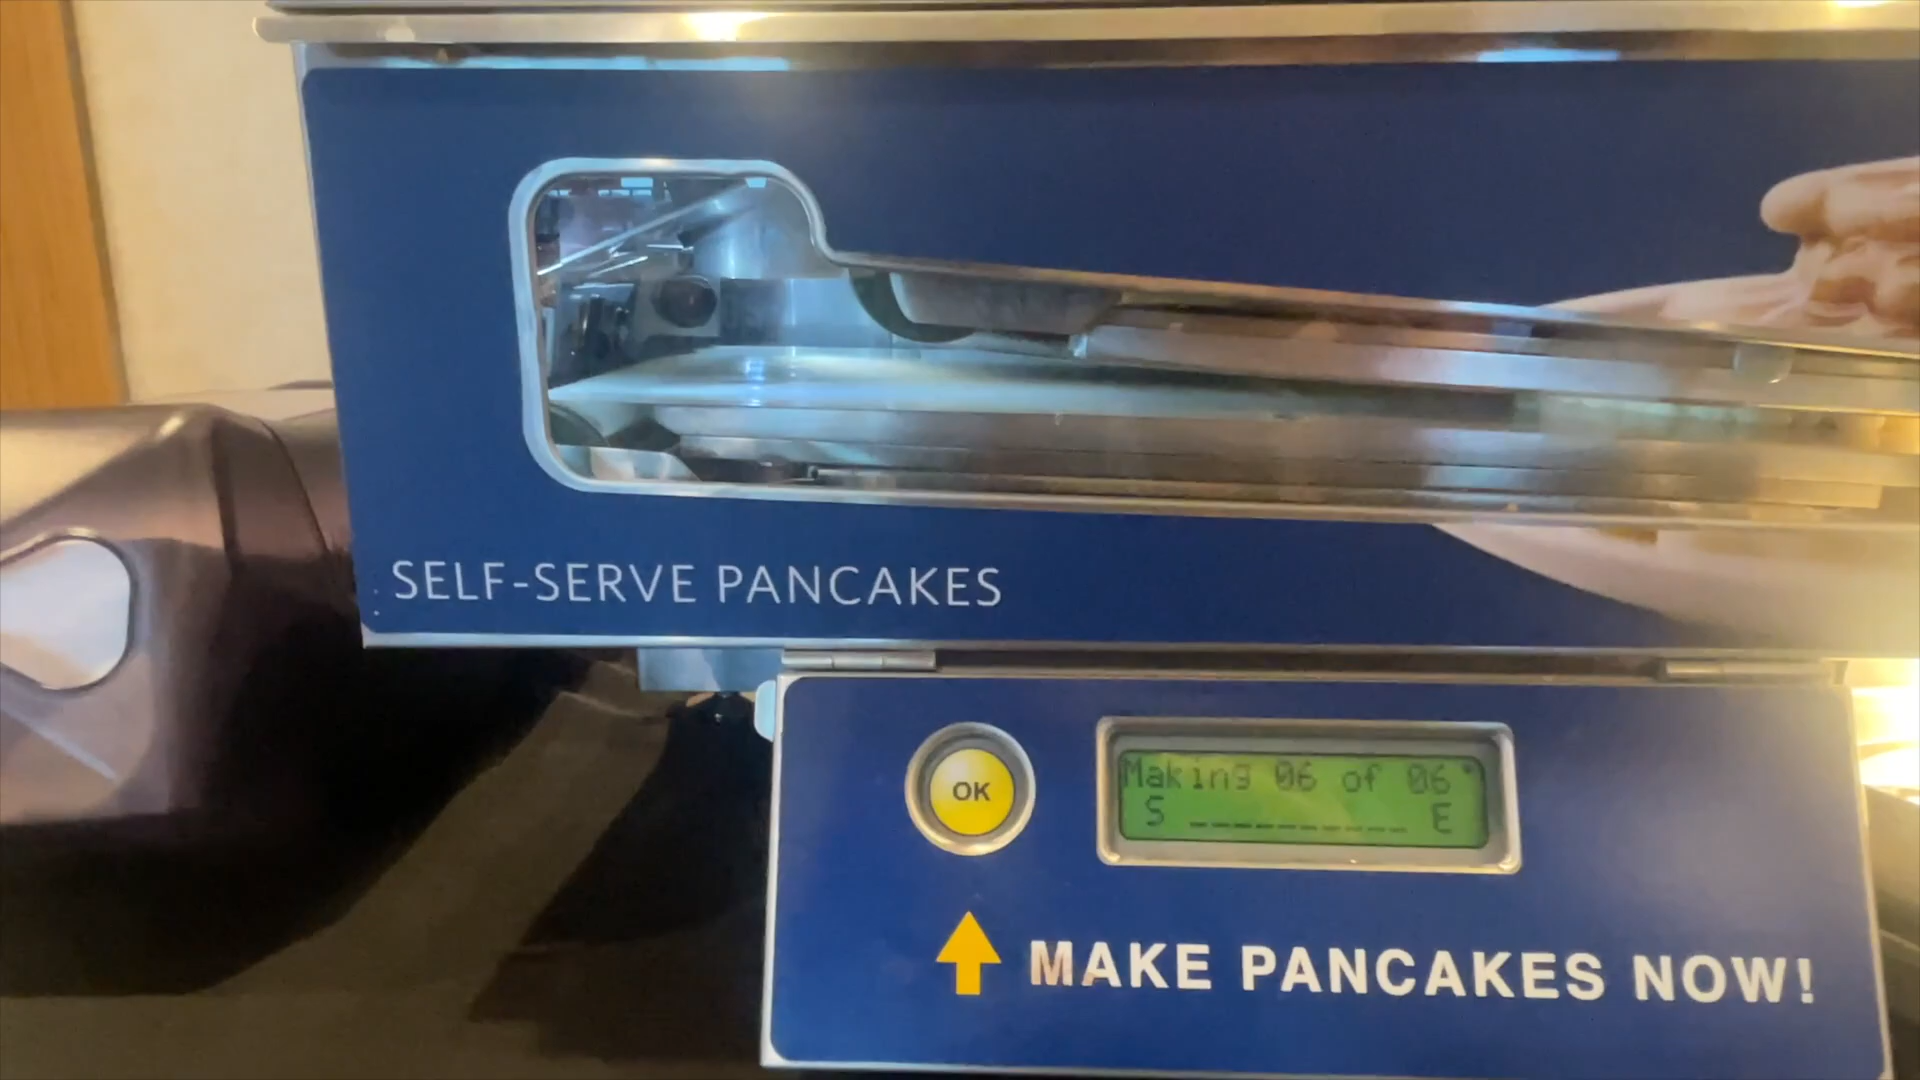 SELF-SERVE PANCAKES
OK
Making 06 of 06
S _ _ _ _ _ _ _ _ _ _ E
MAKE PANCAKES NOW!